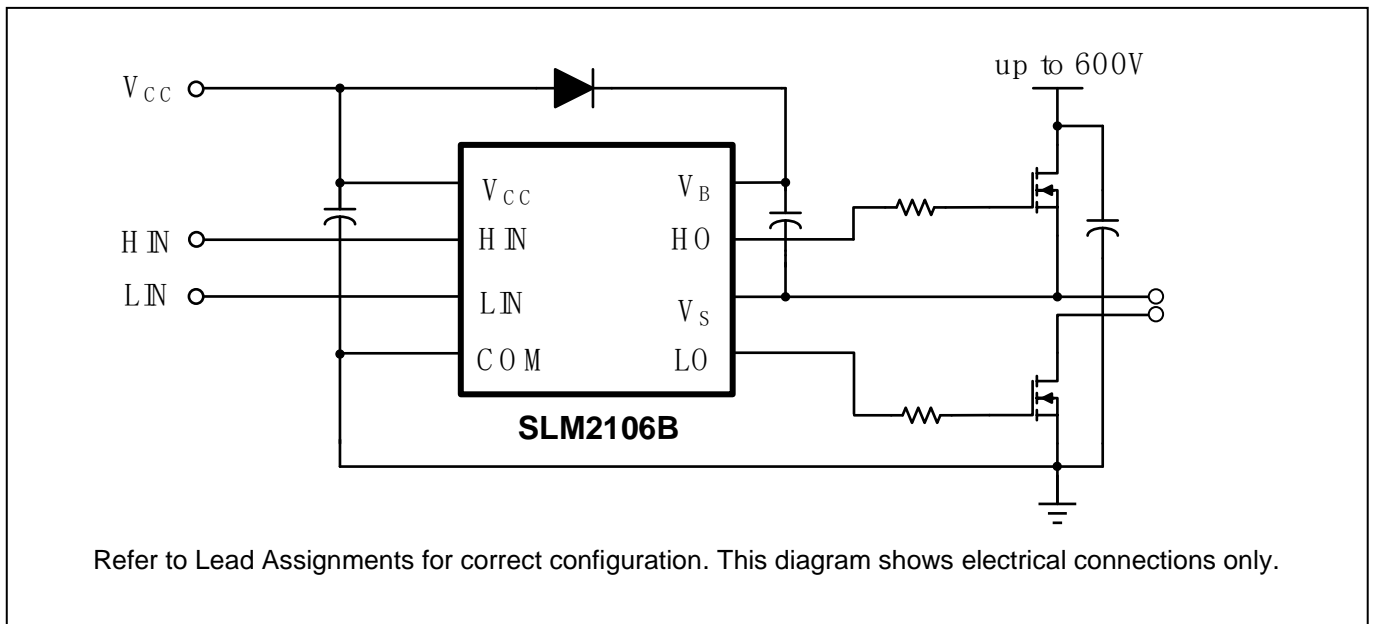 up to 600V
VCC
VCC
VB
HIN
HIN
HO
LIN
LIN
VS
COM
LO
SLM2106B
Refer to Lead Assignments for correct configuration. This diagram shows electrical connections only.